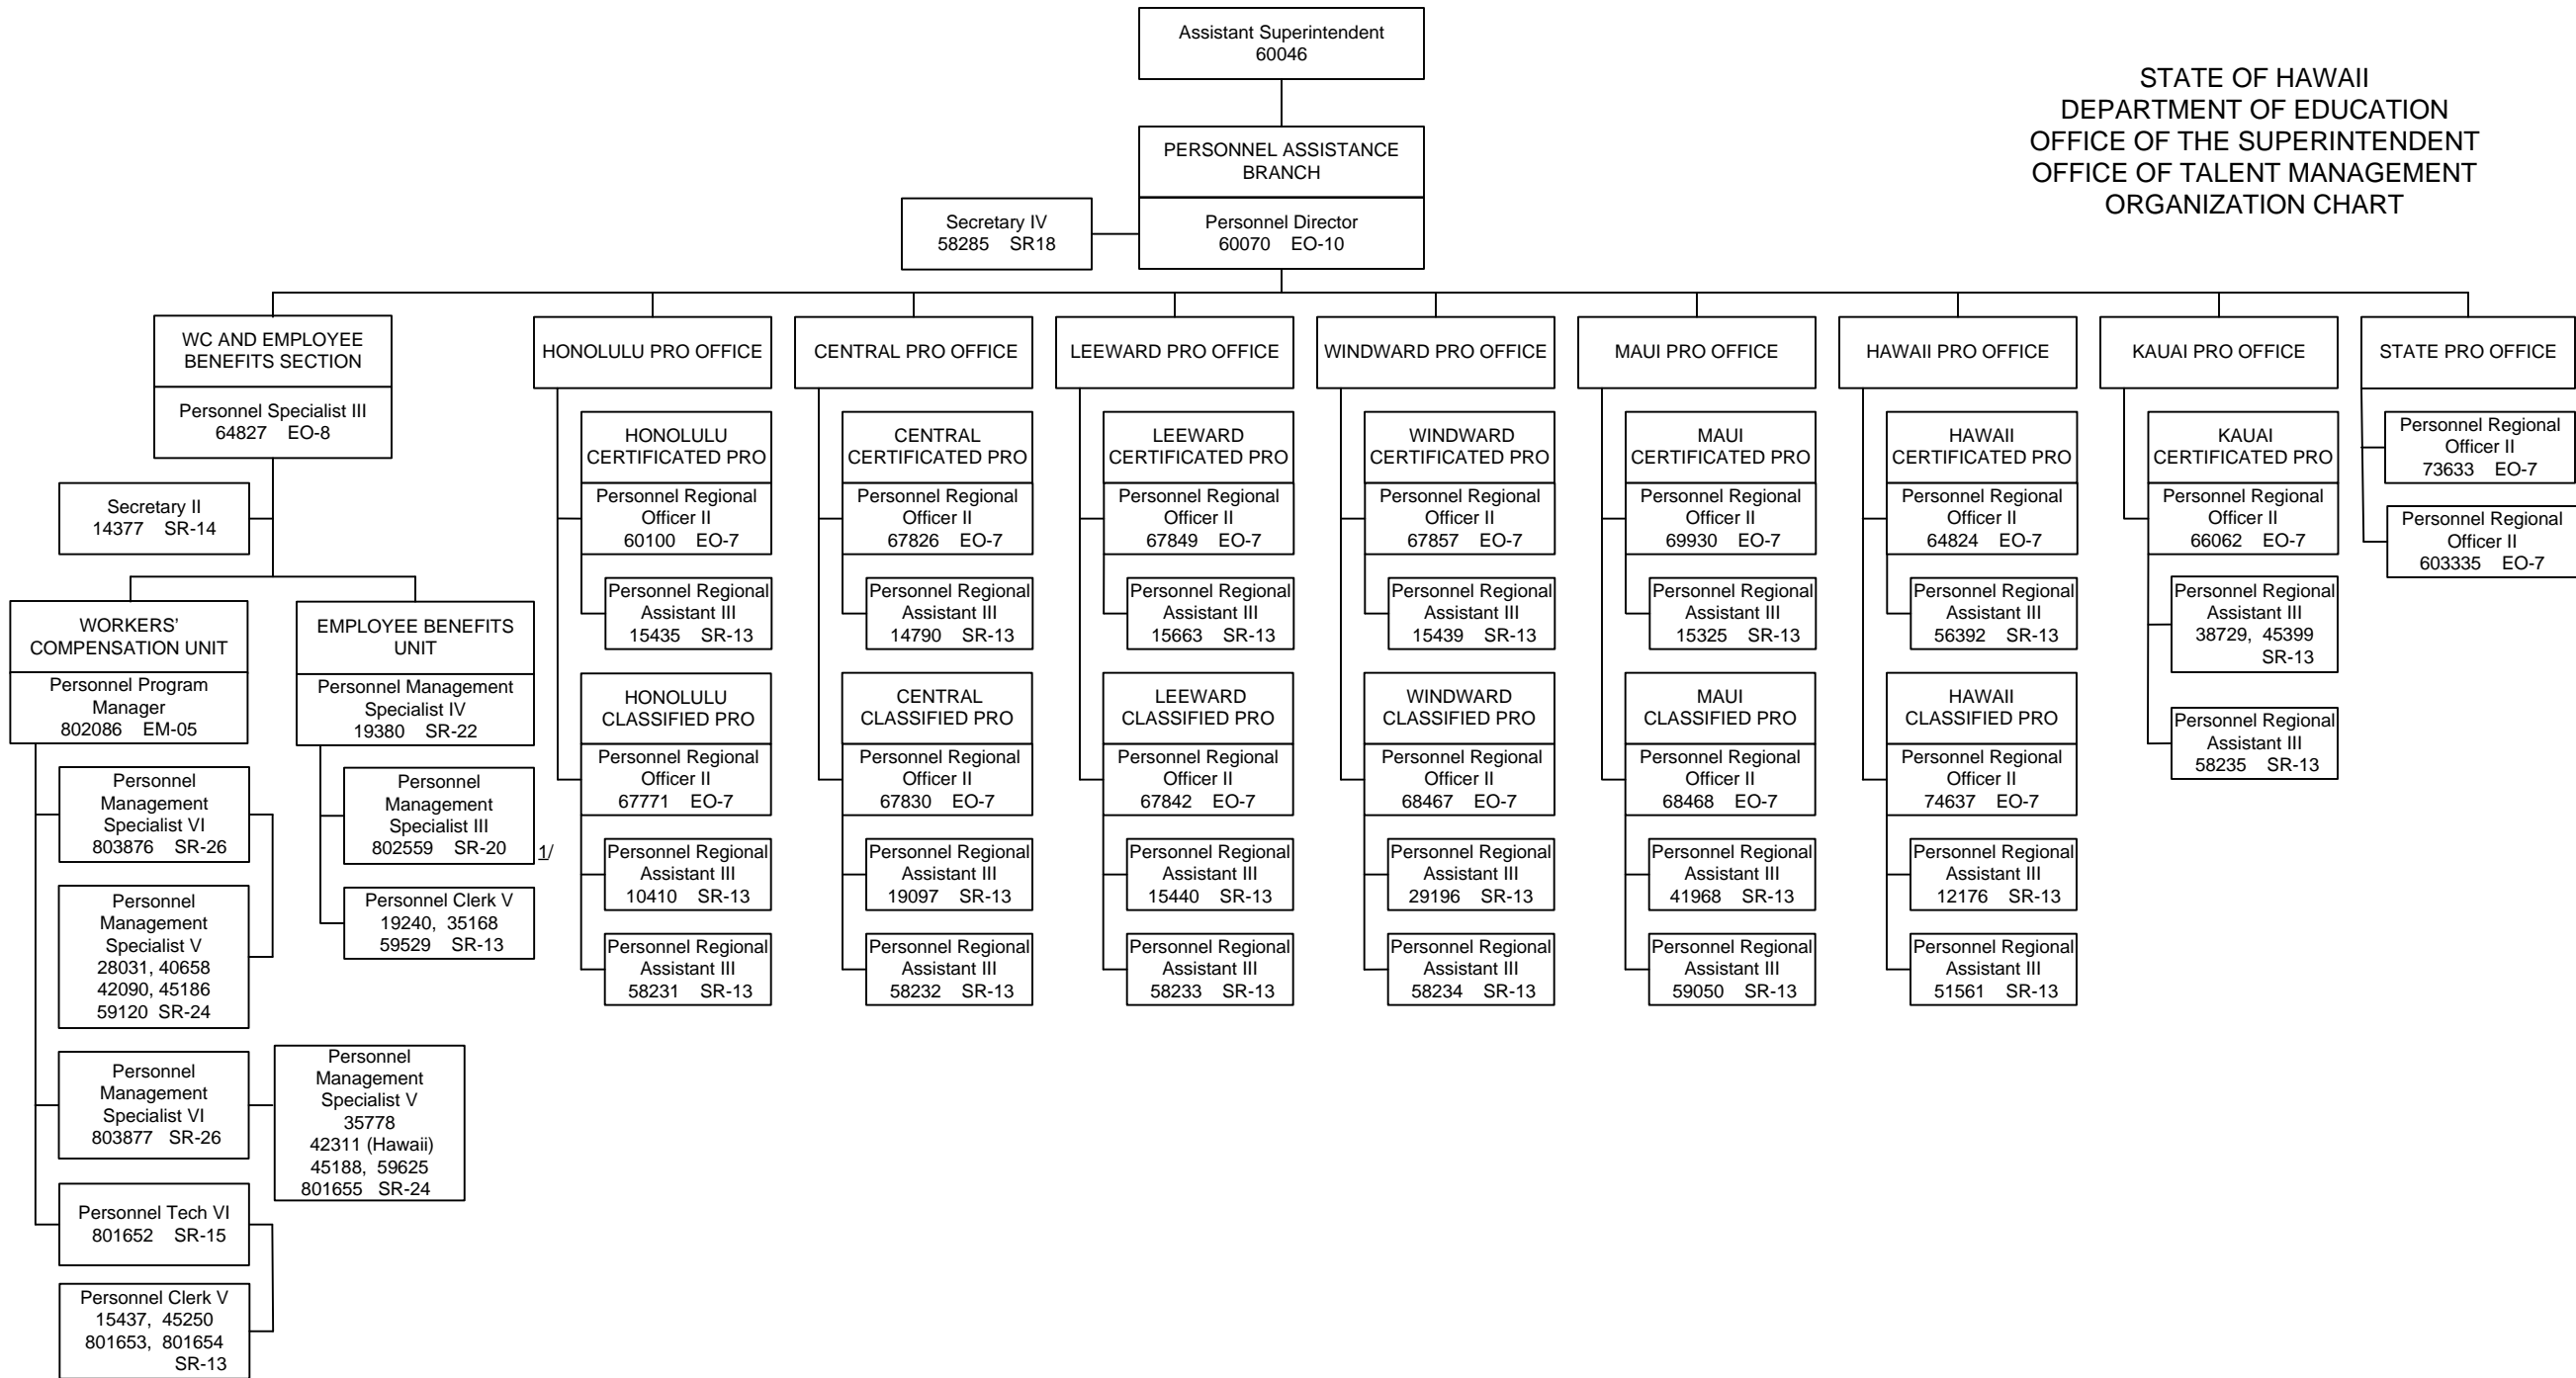 Assistant Superintendent
60046
STATE OF HAWAII
DEPARTMENT OF EDUCATION
OFFICE OF THE SUPERINTENDENT
OFFICE OF TALENT MANAGEMENT
ORGANIZATION CHART
PERSONNEL ASSISTANCE
BRANCH
Personnel Director
60070 EO-10
Secretary IV
58285 SR18
WC AND EMPLOYEE
BENEFITS SECTION
Personnel Specialist III
64827 EO-8
Secretary II
14377 SR-14
WORKERS'
COMPENSATION UNIT
Personnel Program
Manager
802086 EM-05
Personnel
Management
Specialist VI
803876 SR-26
Personnel
Management
Specialist V
28031, 40658
42090, 45186
59120 SR-24
Personnel
Management
Specialist VI
803877 SR-26
Personnel
Management
Specialist V
35778
42311 (Hawaii)
45188, 59625
801655 SR-24
Personnel Tech VI
801652 SR-15
Personnel Clerk V
15437, 45250
801653, 801654
SR-13
EMPLOYEE BENEFITS
UNIT
Personnel Management
Specialist IV
19380 SR-22
Personnel
Management
Specialist III
802559 SR-20
1/
Personnel Clerk V
19240, 35168
59529 SR-13
HONOLULU PRO OFFICE
HONOLULU
CERTIFICATED PRO
Personnel Regional
Officer II
60100 EO-7
Personnel Regional
Assistant III
15435 SR-13
HONOLULU
CLASSIFIED PRO
Personnel Regional
Officer II
67771 EO-7
Personnel Regional
Assistant III
10410 SR-13
Personnel Regional
Assistant III
58231 SR-13
CENTRAL PRO OFFICE
CENTRAL
CERTIFICATED PRO
Personnel Regional
Officer II
67826 EO-7
Personnel Regional
Assistant III
14790 SR-13
CENTRAL
CLASSIFIED PRO
Personnel Regional
Officer II
67830 EO-7
Personnel Regional
Assistant III
19097 SR-13
Personnel Regional
Assistant III
58232 SR-13
LEEWARD PRO OFFICE
LEEWARD
CERTIFICATED PRO
Personnel Regional
Officer II
67849 EO-7
Personnel Regional
Assistant III
15663 SR-13
LEEWARD
CLASSIFIED PRO
Personnel Regional
Officer II
67842 EO-7
Personnel Regional
Assistant III
15440 SR-13
Personnel Regional
Assistant III
58233 SR-13
WINDWARD PRO OFFICE
WINDWARD
CERTIFICATED PRO
Personnel Regional
Officer II
67857 EO-7
Personnel Regional
Assistant III
15439 SR-13
WINDWARD
CLASSIFIED PRO
Personnel Regional
Officer II
68467 EO-7
Personnel Regional
Assistant III
29196 SR-13
Personnel Regional
Assistant III
58234 SR-13
MAUI PRO OFFICE
MAUI
CERTIFICATED PRO
Personnel Regional
Officer II
69930 EO-7
Personnel Regional
Assistant III
15325 SR-13
MAUI
CLASSIFIED PRO
Personnel Regional
Officer II
68468 EO-7
Personnel Regional
Assistant III
41968 SR-13
Personnel Regional
Assistant III
59050 SR-13
HAWAII PRO OFFICE
HAWAII
CERTIFICATED PRO
Personnel Regional
Officer II
64824 EO-7
Personnel Regional
Assistant III
56392 SR-13
HAWAII
CLASSIFIED PRO
Personnel Regional
Officer II
74637 EO-7
Personnel Regional
Assistant III
12176 SR-13
Personnel Regional
Assistant III
51561 SR-13
KAUAI PRO OFFICE
KAUAI
CERTIFICATED PRO
Personnel Regional
Officer II
66062 EO-7
Personnel Regional
Assistant III
38729, 45399
SR-13
Personnel Regional
Assistant III
58235 SR-13
STATE PRO OFFICE
Personnel Regional
Officer II
73633 EO-7
Personnel Regional
Officer II
603335 EO-7